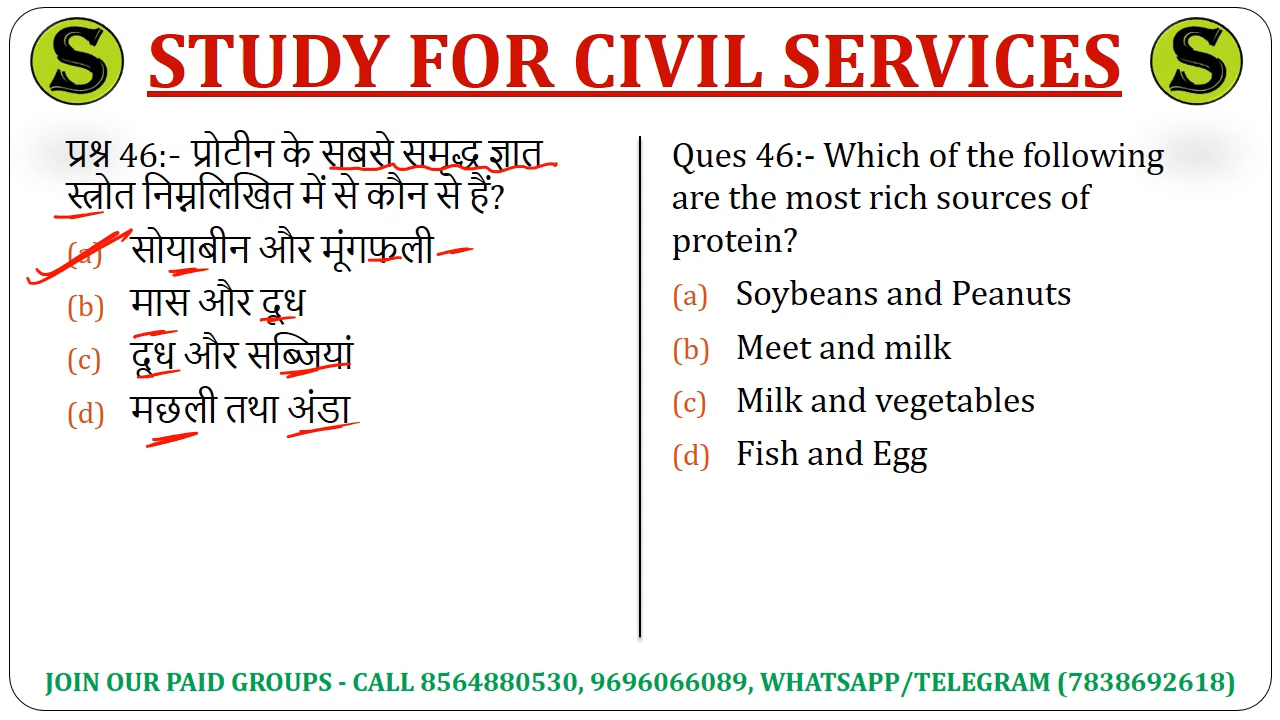 S STUDY FOR CIVIL SERVICES S
प्रश्न 46:- प्रोटीन के सबसे समृद्ध ज्ञात
स्त्रोत निम्नलिखित में से कौन से हैं?
(a) सोयाबीन और मूंगफली
(b) मास और दूध
(c) दूध और सब्जियां
(d) मछली तथा अंडा
Ques 46:- Which of the following
are the most rich sources of
protein?
(a) Soybeans and Peanuts
(b) Meet and milk
(c) Milk and vegetables
(d) Fish and Egg
JOIN OUR PAID GROUPS - CALL 8564880530, 9696066089, WHATSAPP/TELEGRAM (7838692618)